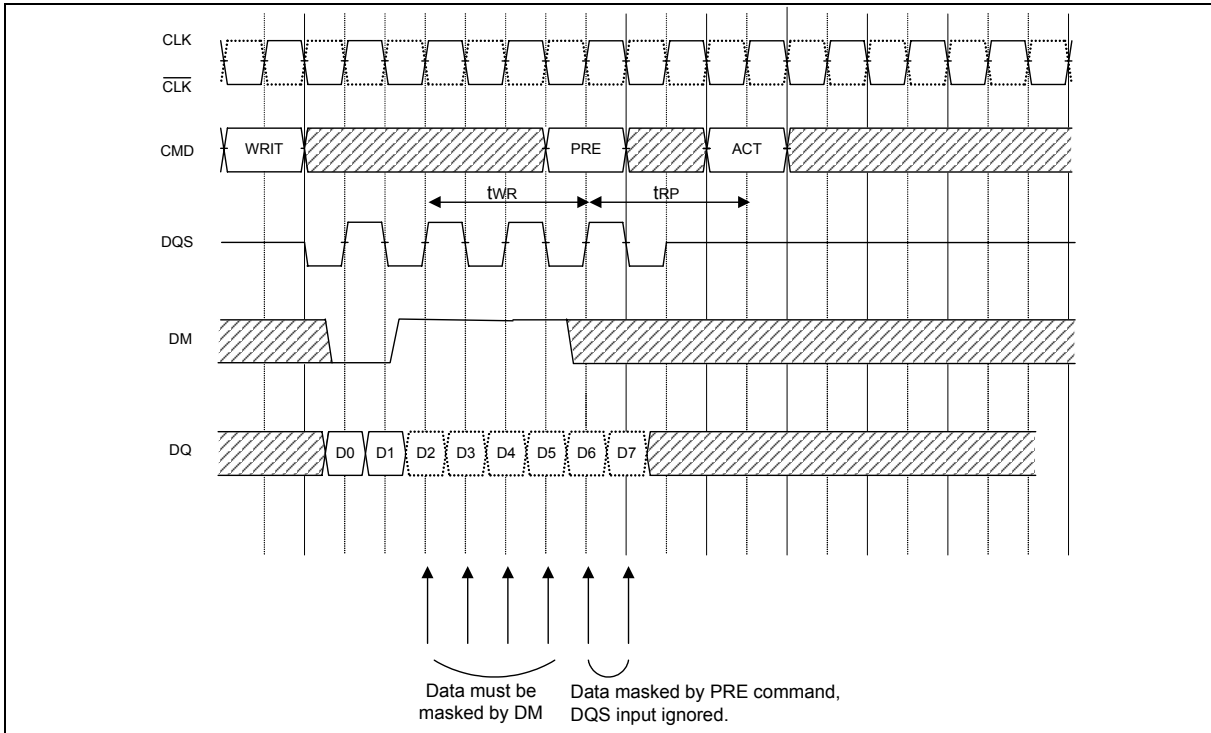 CLK
CLK
CMD WRIT PRE ACT
tWR tRP
DQS
DM
DQ D0 D1 D2 D3 D4 D5 D6 D7
Data must be masked by DM
Data masked by PRE command,
DQS input ignored.